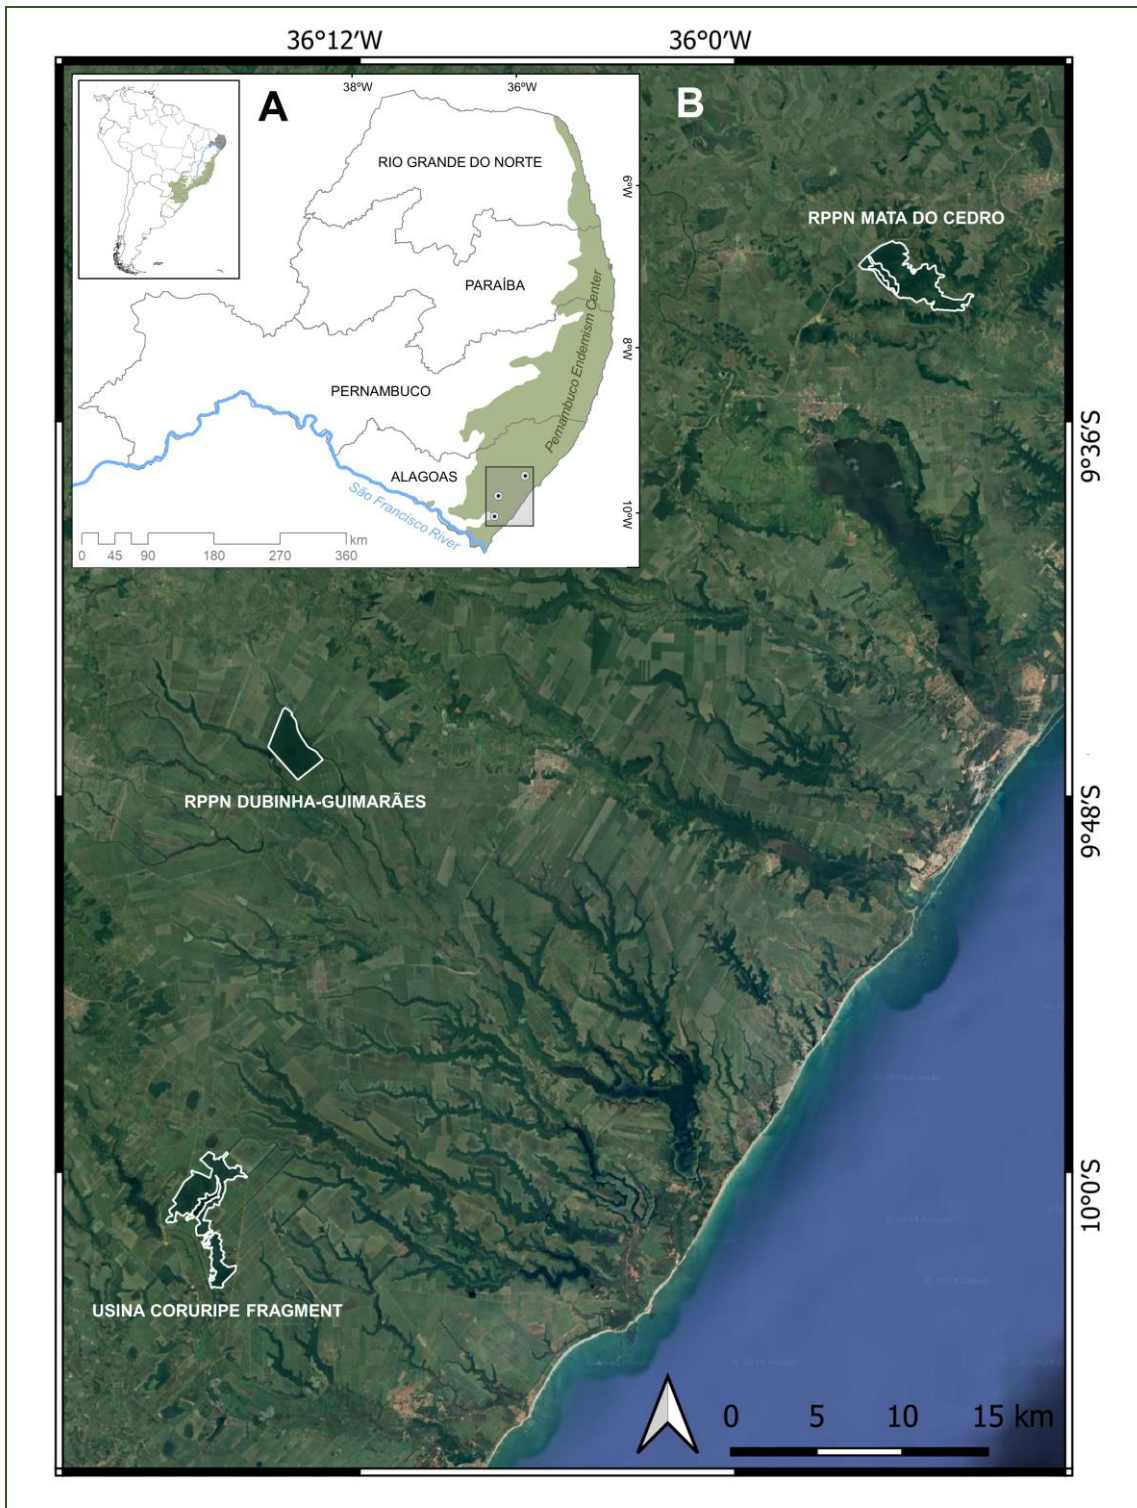 36°12'W
36°0'W
A
B
38°W
36°W
RIO GRANDE DO NORTE
6°W
RPPN MATA DO CEDRO
PARAÍBA
Pernambuco Endemism Center
8°W
PERNAMBUCO
9°36'S
ALAGOAS
São Francisco River
10°W
km
0 45 90 180 270 360
9°48'S
RPPN DUBINHA-GUIMARÃES
10°0'S
USINA CORURIPE FRAGMENT
0 5 10 15 km